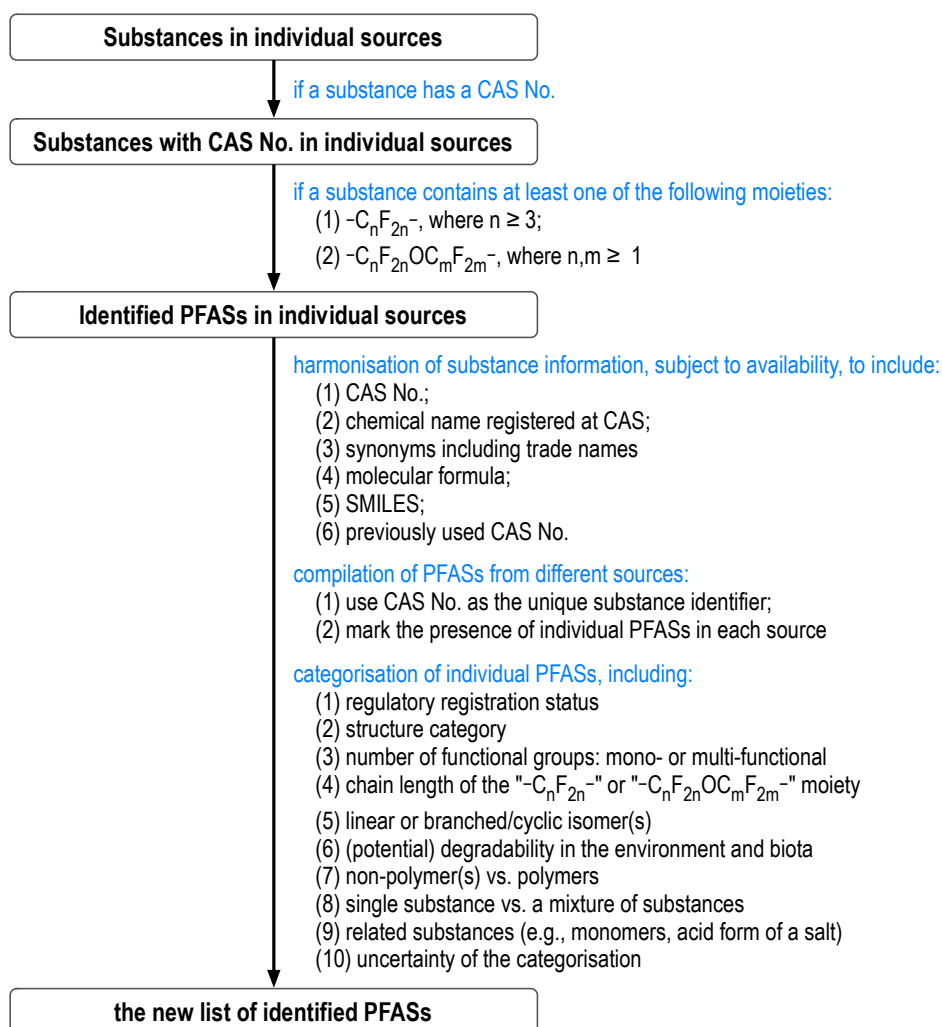 Substances in individual sources
if a substance has a CAS No.
Substances with CAS No. in individual sources
if a substance contains at least one of the following moieties:
(1) –CₙF₂ₙ–, where n ≥ 3;
(2) –CₙF₂ₙOCₘF₂ₘ–, where n,m ≥ 1
Identified PFASs in individual sources
harmonisation of substance information, subject to availability, to include:
(1) CAS No.;
(2) chemical name registered at CAS;
(3) synonyms including trade names
(4) molecular formula;
(5) SMILES;
(6) previously used CAS No.
compilation of PFASs from different sources:
(1) use CAS No. as the unique substance identifier;
(2) mark the presence of individual PFASs in each source
categorisation of individual PFASs, including:
(1) regulatory registration status
(2) structure category
(3) number of functional groups: mono- or multi-functional
(4) chain length of the "–CₙF₂ₙ–" or "–CₙF₂ₙOCₘF₂ₘ–" moiety
(5) linear or branched/cyclic isomer(s)
(6) (potential) degradability in the environment and biota
(7) non-polymer(s) vs. polymers
(8) single substance vs. a mixture of substances
(9) related substances (e.g., monomers, acid form of a salt)
(10) uncertainty of the categorisation
the new list of identified PFASs